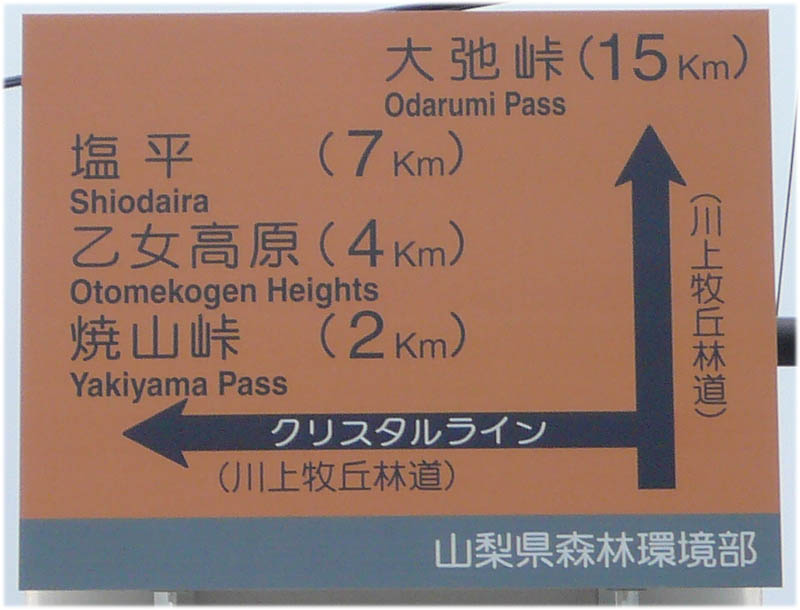 大弛峠(15Km)
Odarumi Pass
塩平 (7Km)
Shiodaira
乙女高原(4Km)
Otomekogen Heights
焼山峠 (2Km)
Yakiyama Pass
(川上牧丘林道)
クリスタルライン
(川上牧丘林道)
山梨県森林環境部